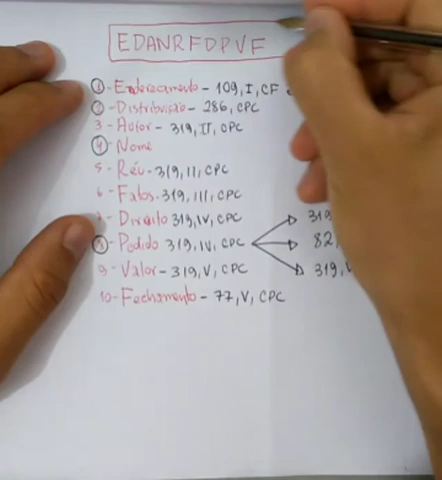 EDANRFDPVF
① - Enderecamento - 109, I, CF
② - Distribuição - 286, CPC
3 - Autor - 319, II, CPC
④ - Nome
5 - Réu - 319, II, CPC
6 - Fatos - 319, III, CPC
7 - Direito 319, IV, CPC
⑧ - Pedido 319, IV, CPC
319
82,
319, V
9 - Valor - 319, V, CPC
10 - Fechamento - 77, V, CPC